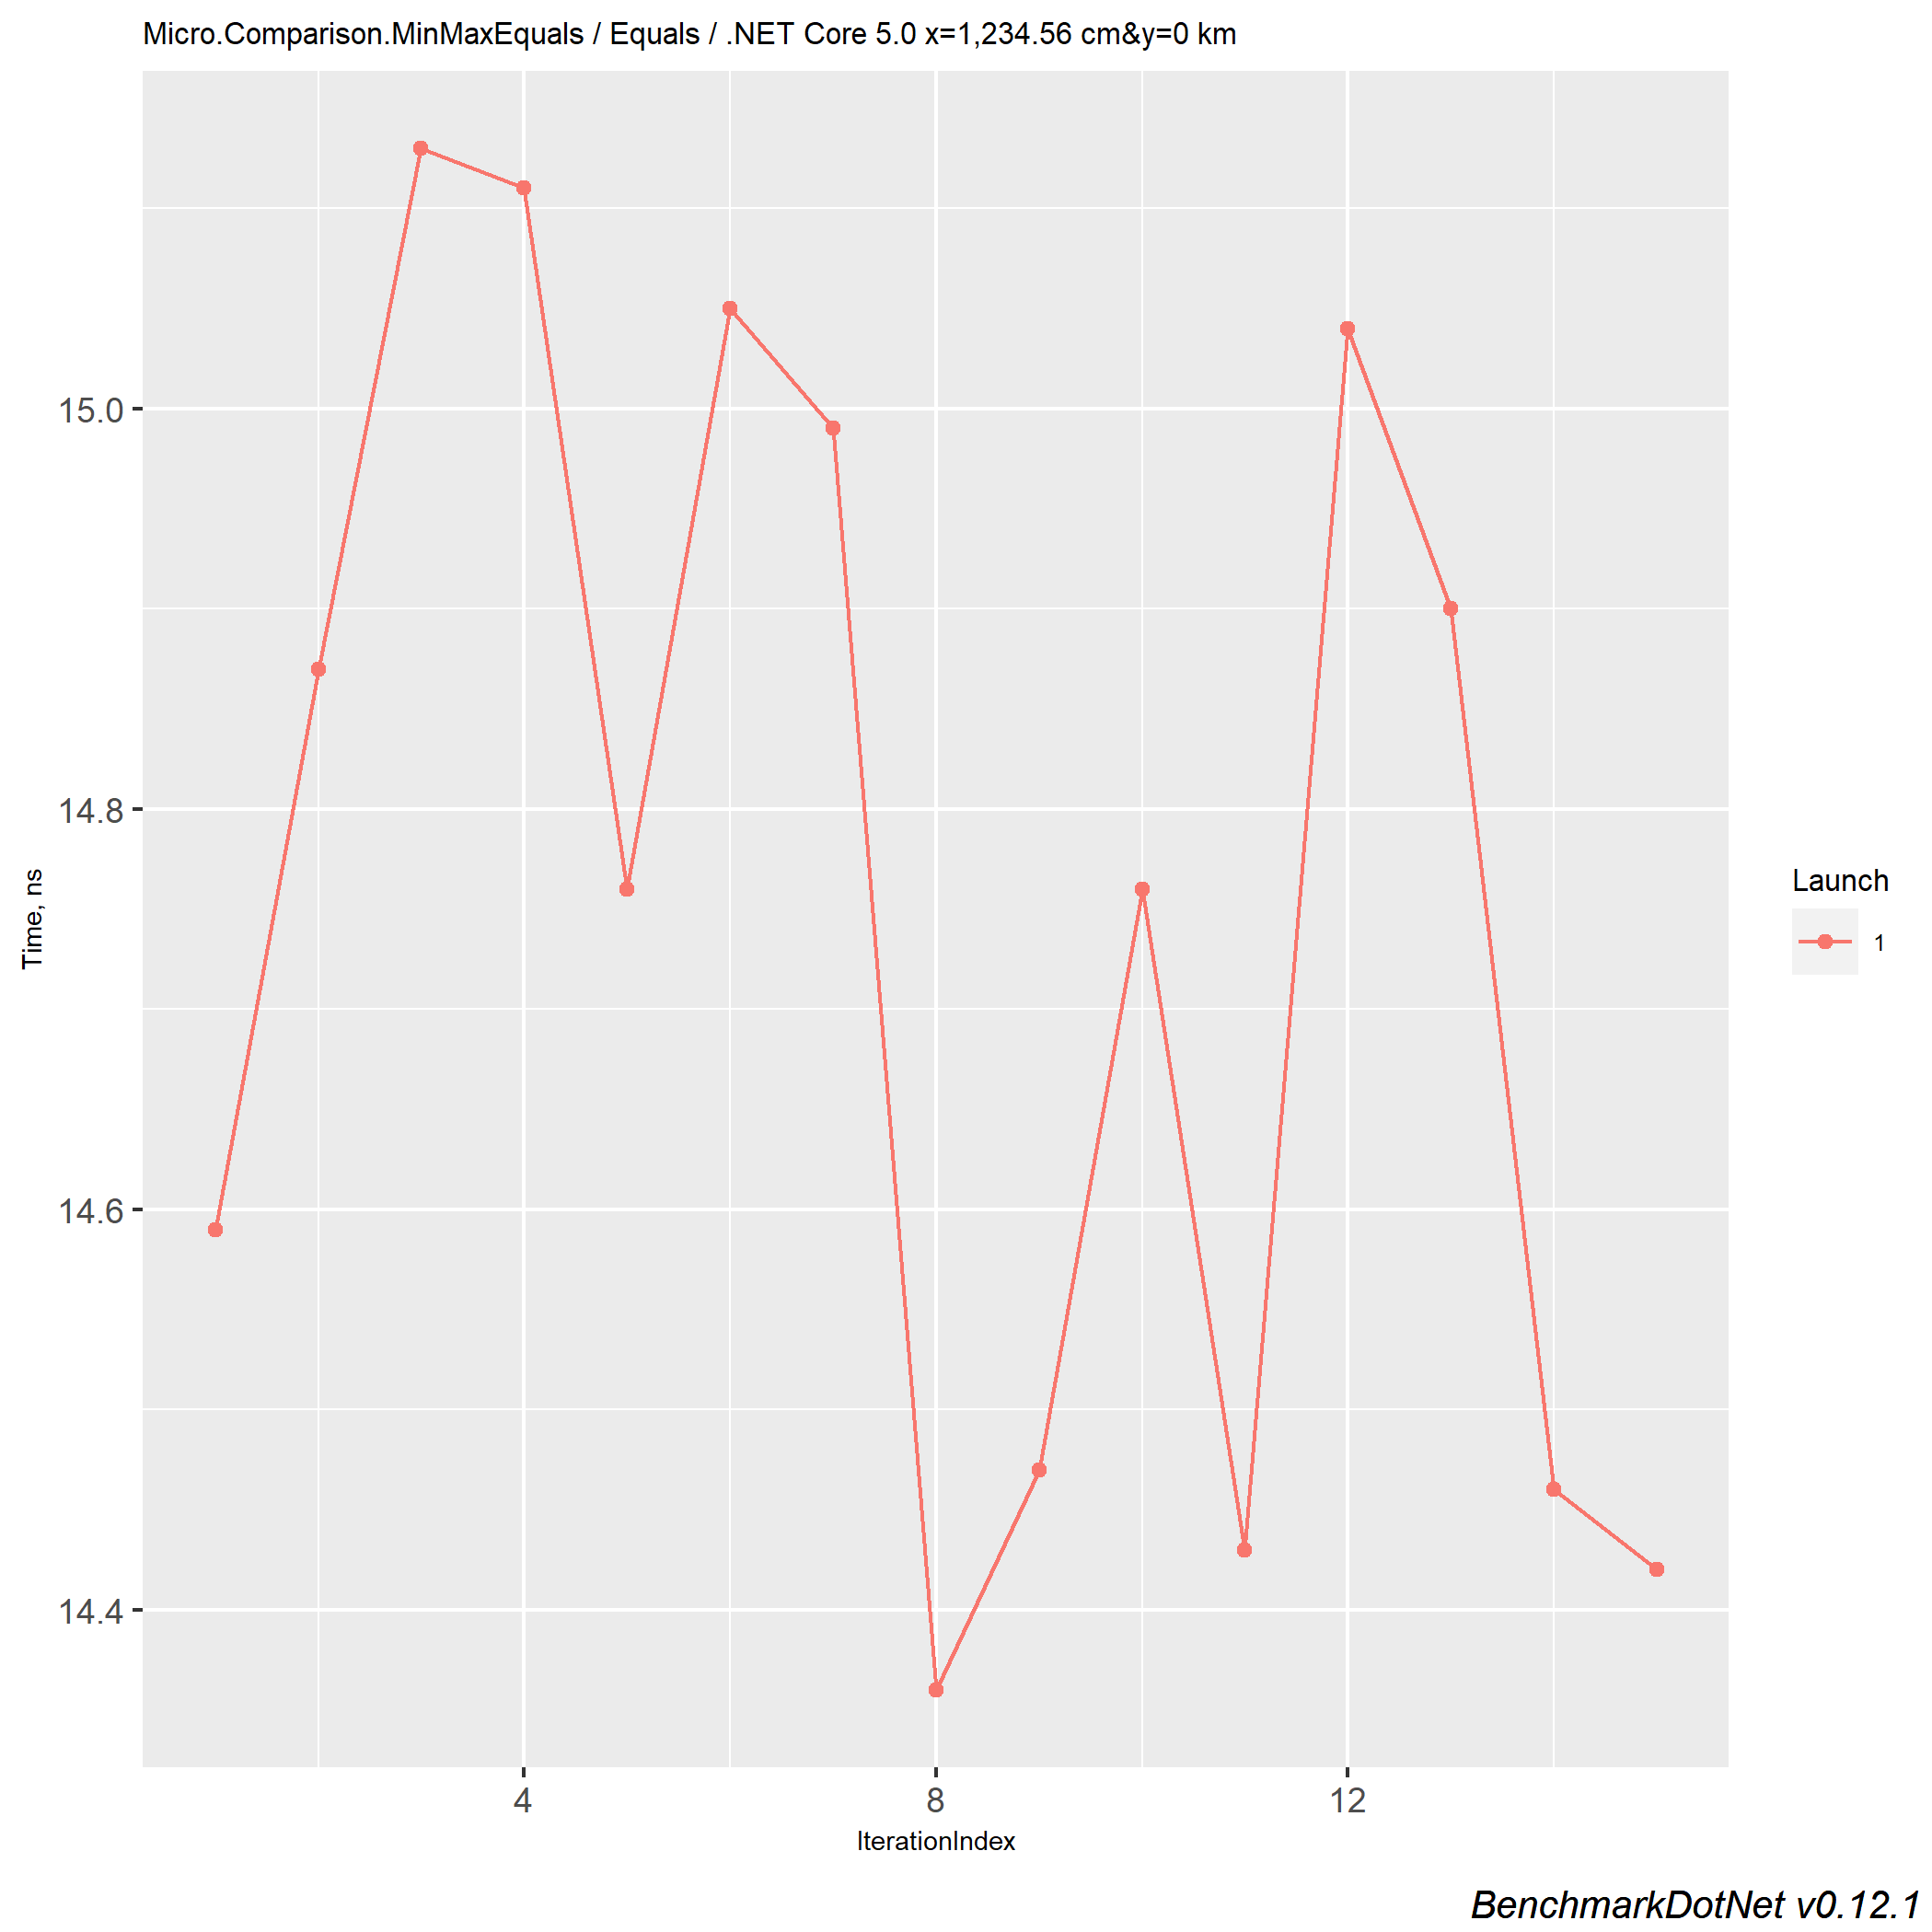 Micro.Comparison.MinMaxEquals / Equals / .NET Core 5.0 x=1,234.56 cm&y=0 km
15.0
14.8
14.6
14.4
Time, ns
4 8 12
IterationIndex
Launch
1
BenchmarkDotNet v0.12.1